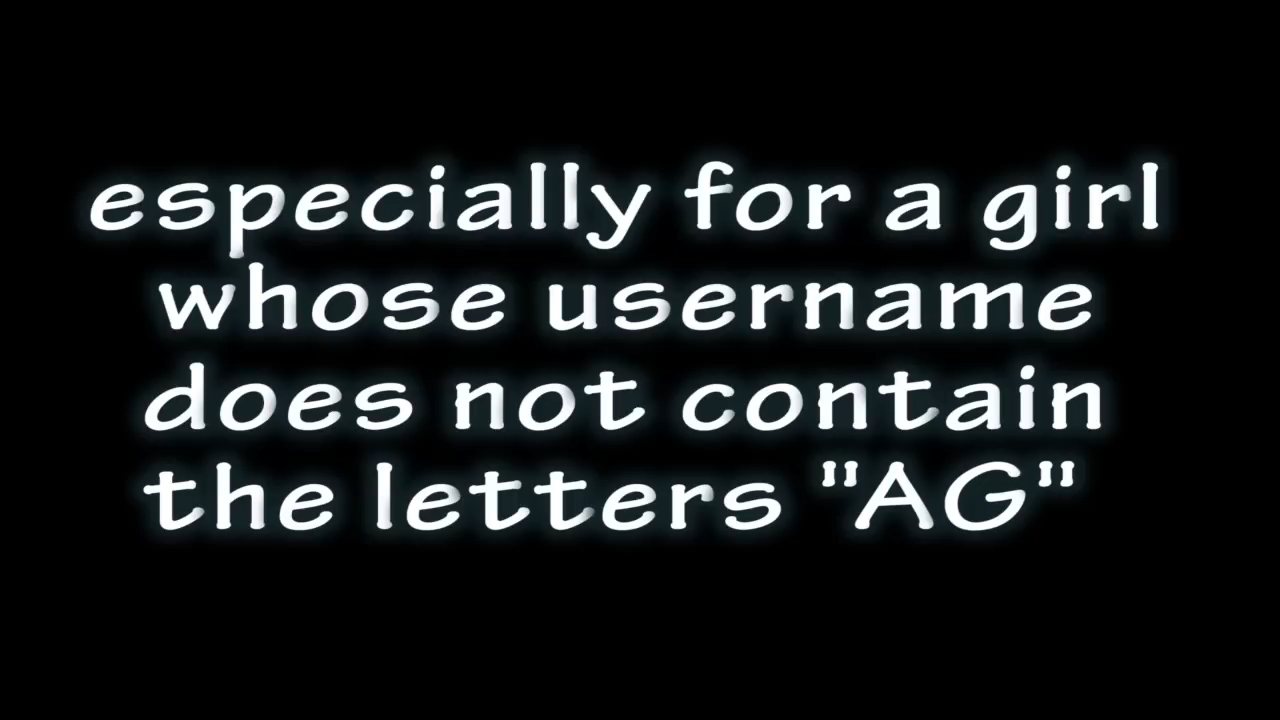 especially for a girl
whose username
does not contain
the letters "AG"